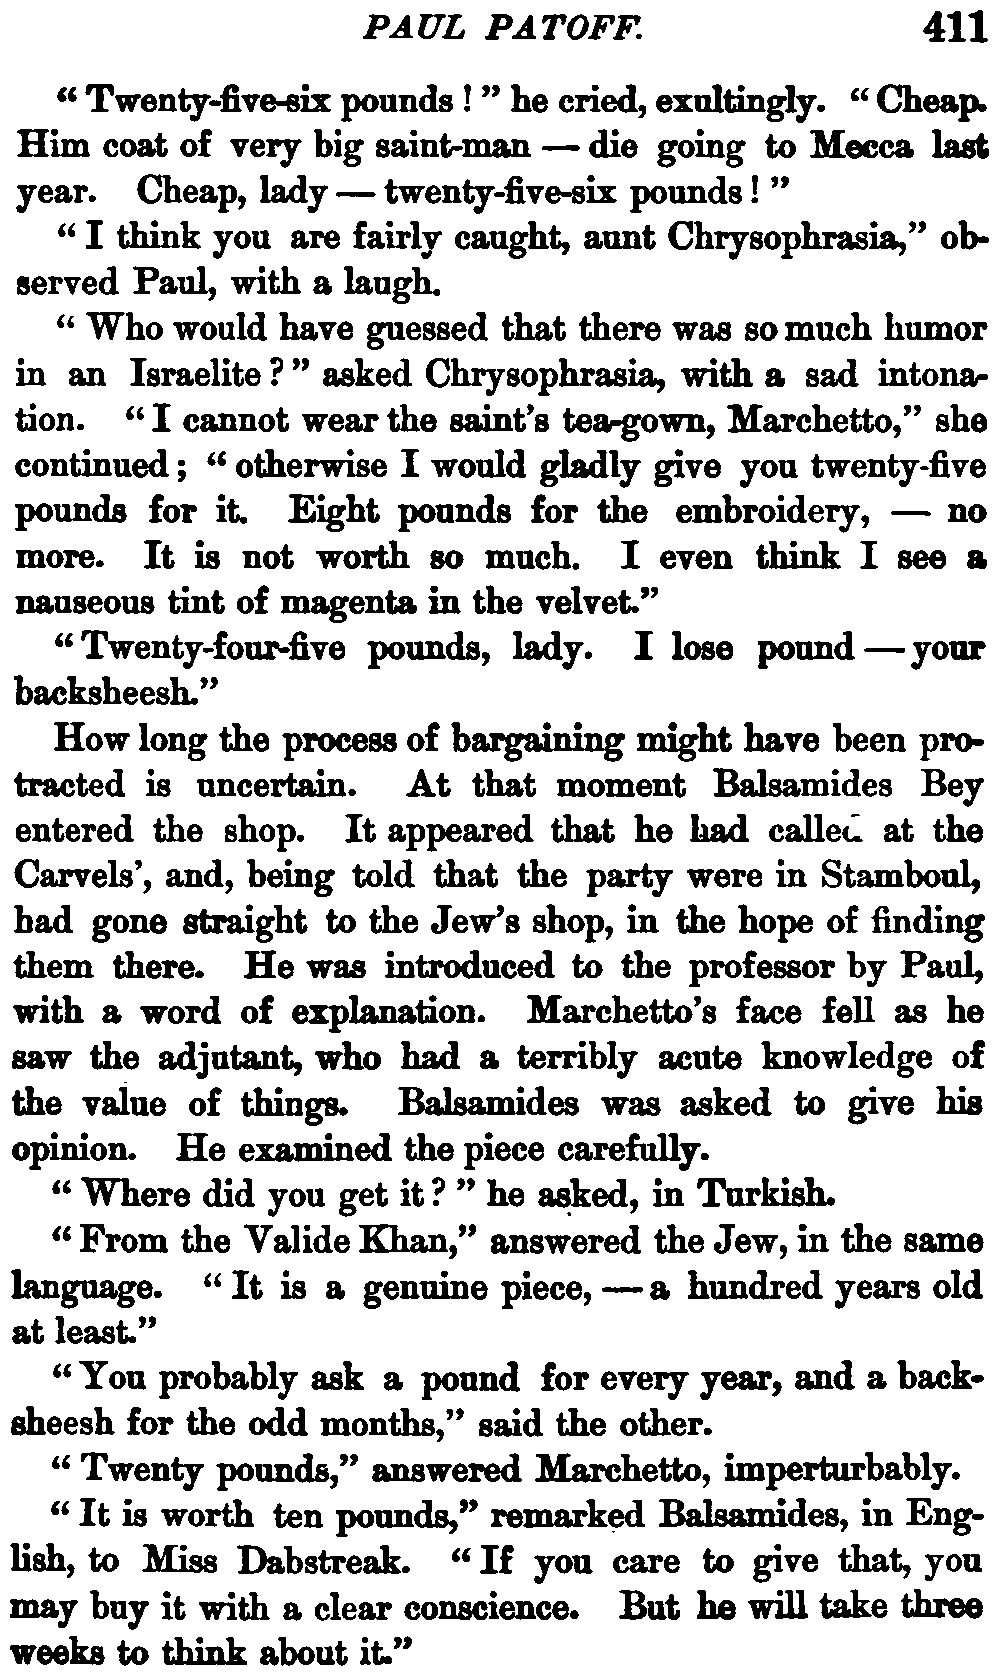 PAUL PATOFF. 411
“Twenty-five-six pounds!” he cried, exultingly. “Cheap.
Him coat of very big saint-man — die going to Mecca last
year. Cheap, lady — twenty-five-six pounds!”
“I think you are fairly caught, aunt Chrysophrasia,” ob-
served Paul, with a laugh.
“Who would have guessed that there was so much humor
in an Israelite?” asked Chrysophrasia, with a sad intona-
tion. “I cannot wear the saint’s tea-gown, Marchetto,” she
continued; “otherwise I would gladly give you twenty-five
pounds for it. Eight pounds for the embroidery, — no
more. It is not worth so much. I even think I see a
nauseous tint of magenta in the velvet.”
“Twenty-four-five pounds, lady. I lose pound — your
backsheesh.”
How long the process of bargaining might have been pro-
tracted is uncertain. At that moment Balsamides Bey
entered the shop. It appeared that he had called at the
Carvels’, and, being told that the party were in Stamboul,
had gone straight to the Jew’s shop, in the hope of finding
them there. He was introduced to the professor by Paul,
with a word of explanation. Marchetto’s face fell as he
saw the adjutant, who had a terribly acute knowledge of
the value of things. Balsamides was asked to give his
opinion. He examined the piece carefully.
“Where did you get it?” he asked, in Turkish.
“From the Valide Khan,” answered the Jew, in the same
language. “It is a genuine piece, — a hundred years old
at least.”
“You probably ask a pound for every year, and a back-
sheesh for the odd months,” said the other.
“Twenty pounds,” answered Marchetto, imperturbably.
“It is worth ten pounds,” remarked Balsamides, in Eng-
lish, to Miss Dabstreak. “If you care to give that, you
may buy it with a clear conscience. But he will take three
weeks to think about it.”